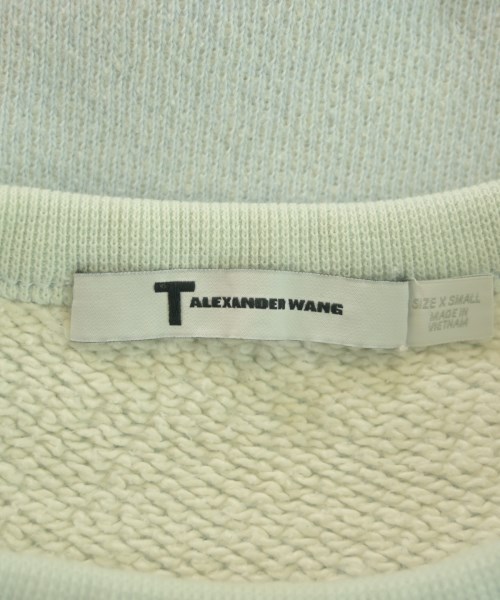 T ALEXANDER WANG
SIZE X SMALL
MADE IN
VIETNAM